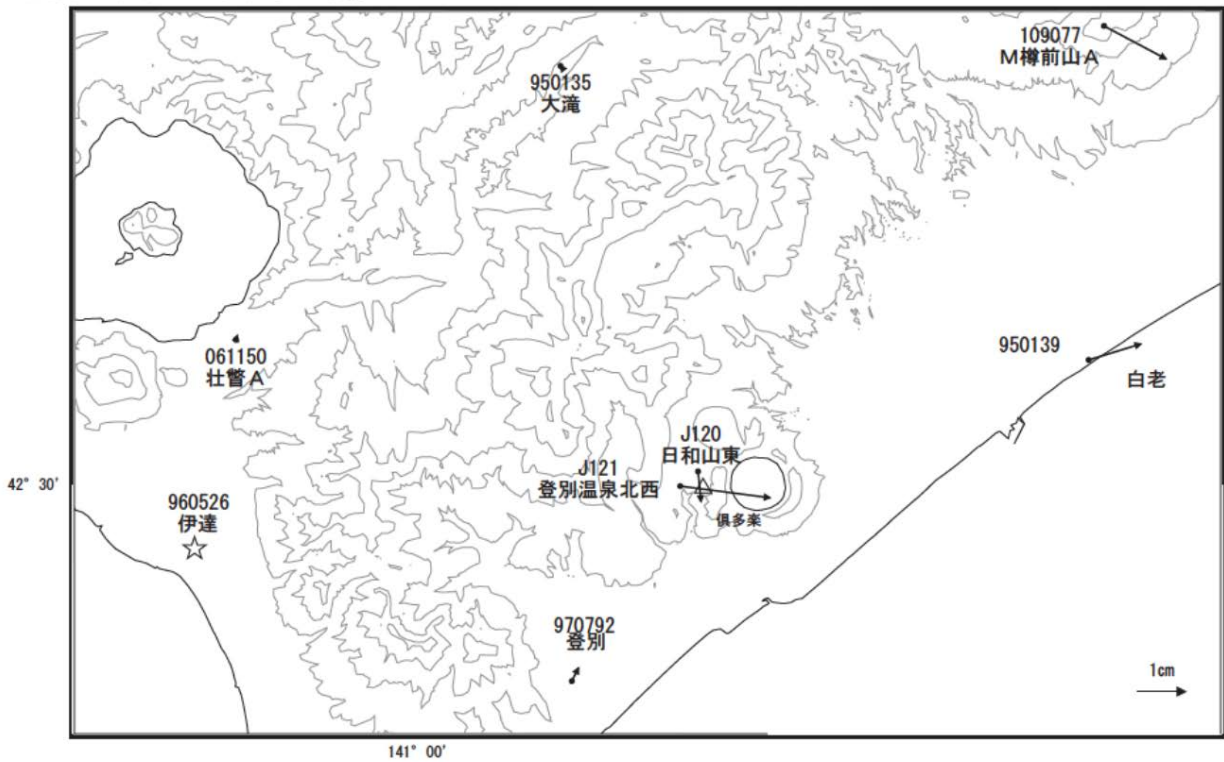 109077
M樽前山A
950135
大滝
061150
壮瞥A
950139
白老
J120
日和山東
J121
登別温泉北西
倶多楽
42° 30'
960526
伊達
970792
登別
1cm
141° 00'